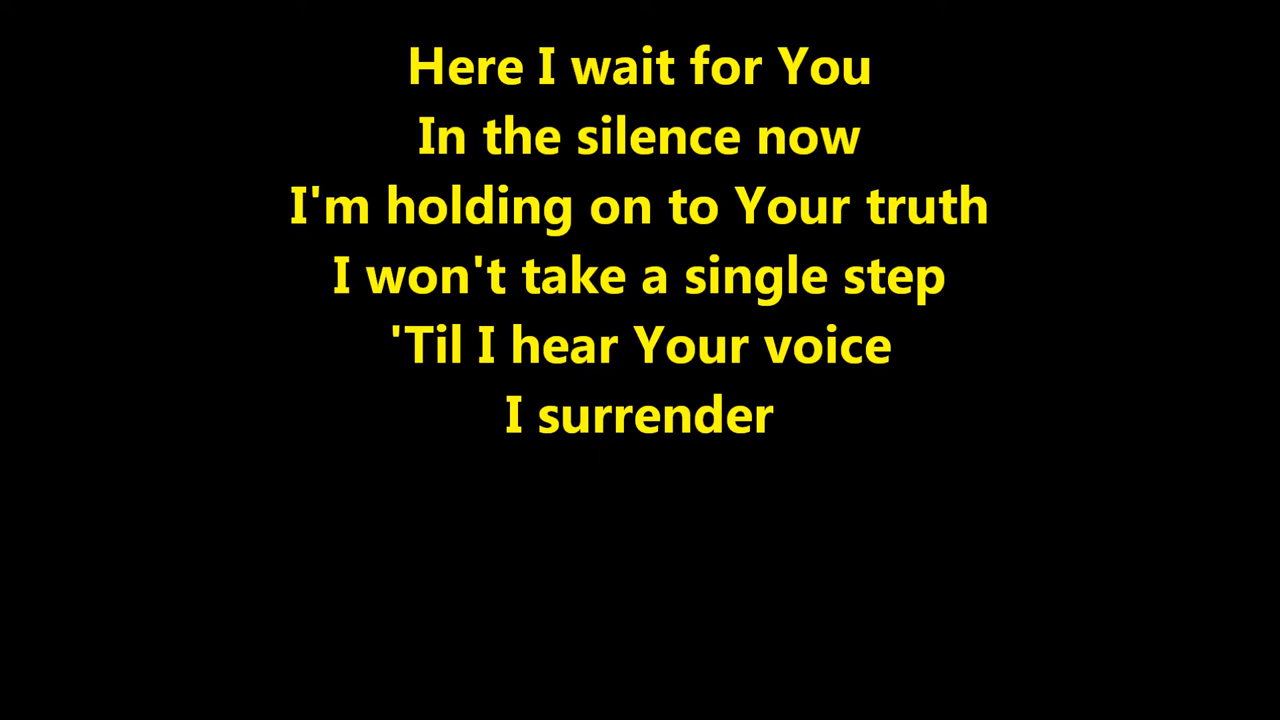 Here I wait for You
In the silence now
I'm holding on to Your truth
I won't take a single step
'Til I hear Your voice
I surrender